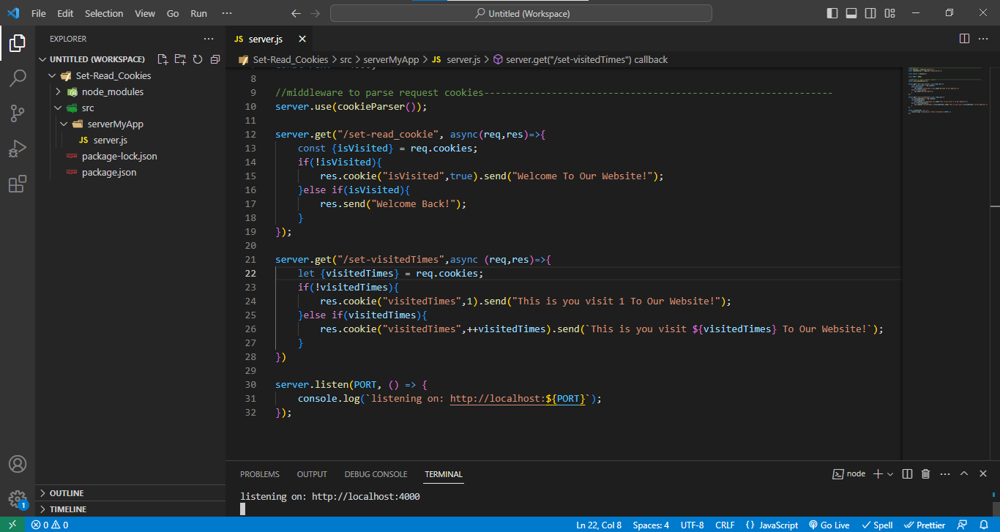 File Edit Selection View Go Run ··· Untitled (Workspace)
EXPLORER ···
UNTITLED (WORKSPACE)
Set-Read_Cookies
node_modules
src
serverMyApp
JS server.js
package-lock.json
package.json
OUTLINE
TIMELINE
JS server.js
Set-Read_Cookies > src > serverMyApp > JS server.js > server.get("/set-visitedTimes") callback
8
9 //middleware to parse request cookies--------------------------------------------------------------
10 server.use(cookieParser());
11
12 server.get("/set-read_cookie", async(req,res)=>{
13 const {isVisited} = req.cookies;
14 if(!isVisited){
15 res.cookie("isVisited",true).send("Welcome To Our Website!");
16 }else if(isVisited){
17 res.send("Welcome Back!");
18 }
19 });
20
21 server.get("/set-visitedTimes",async (req,res)=>{
22 let {visitedTimes} = req.cookies;
23 if(!visitedTimes){
24 res.cookie("visitedTimes",1).send("This is you visit 1 To Our Website!");
25 }else if(visitedTimes){
26 res.cookie("visitedTimes",++visitedTimes).send(`This is you visit ${visitedTimes} To Our Website!`);
27 }
28 })
29
30 server.listen(PORT, () => {
31 console.log(`listening on: http://localhost:${PORT}`);
32 });
PROBLEMS OUTPUT DEBUG CONSOLE TERMINAL node
listening on: http://localhost:4000
1
0 0 Ln 22, Col 8 Spaces: 4 UTF-8 CRLF {} JavaScript Go Live Spell Prettier